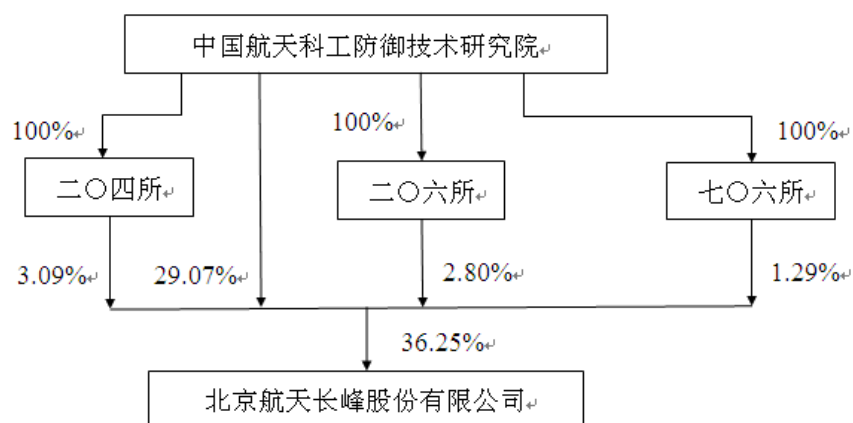 中国航天科工防御技术研究院
100%
100%
100%
二〇四所
二〇六所
七〇六所
3.09%
29.07%
2.80%
1.29%
36.25%
北京航天长峰股份有限公司